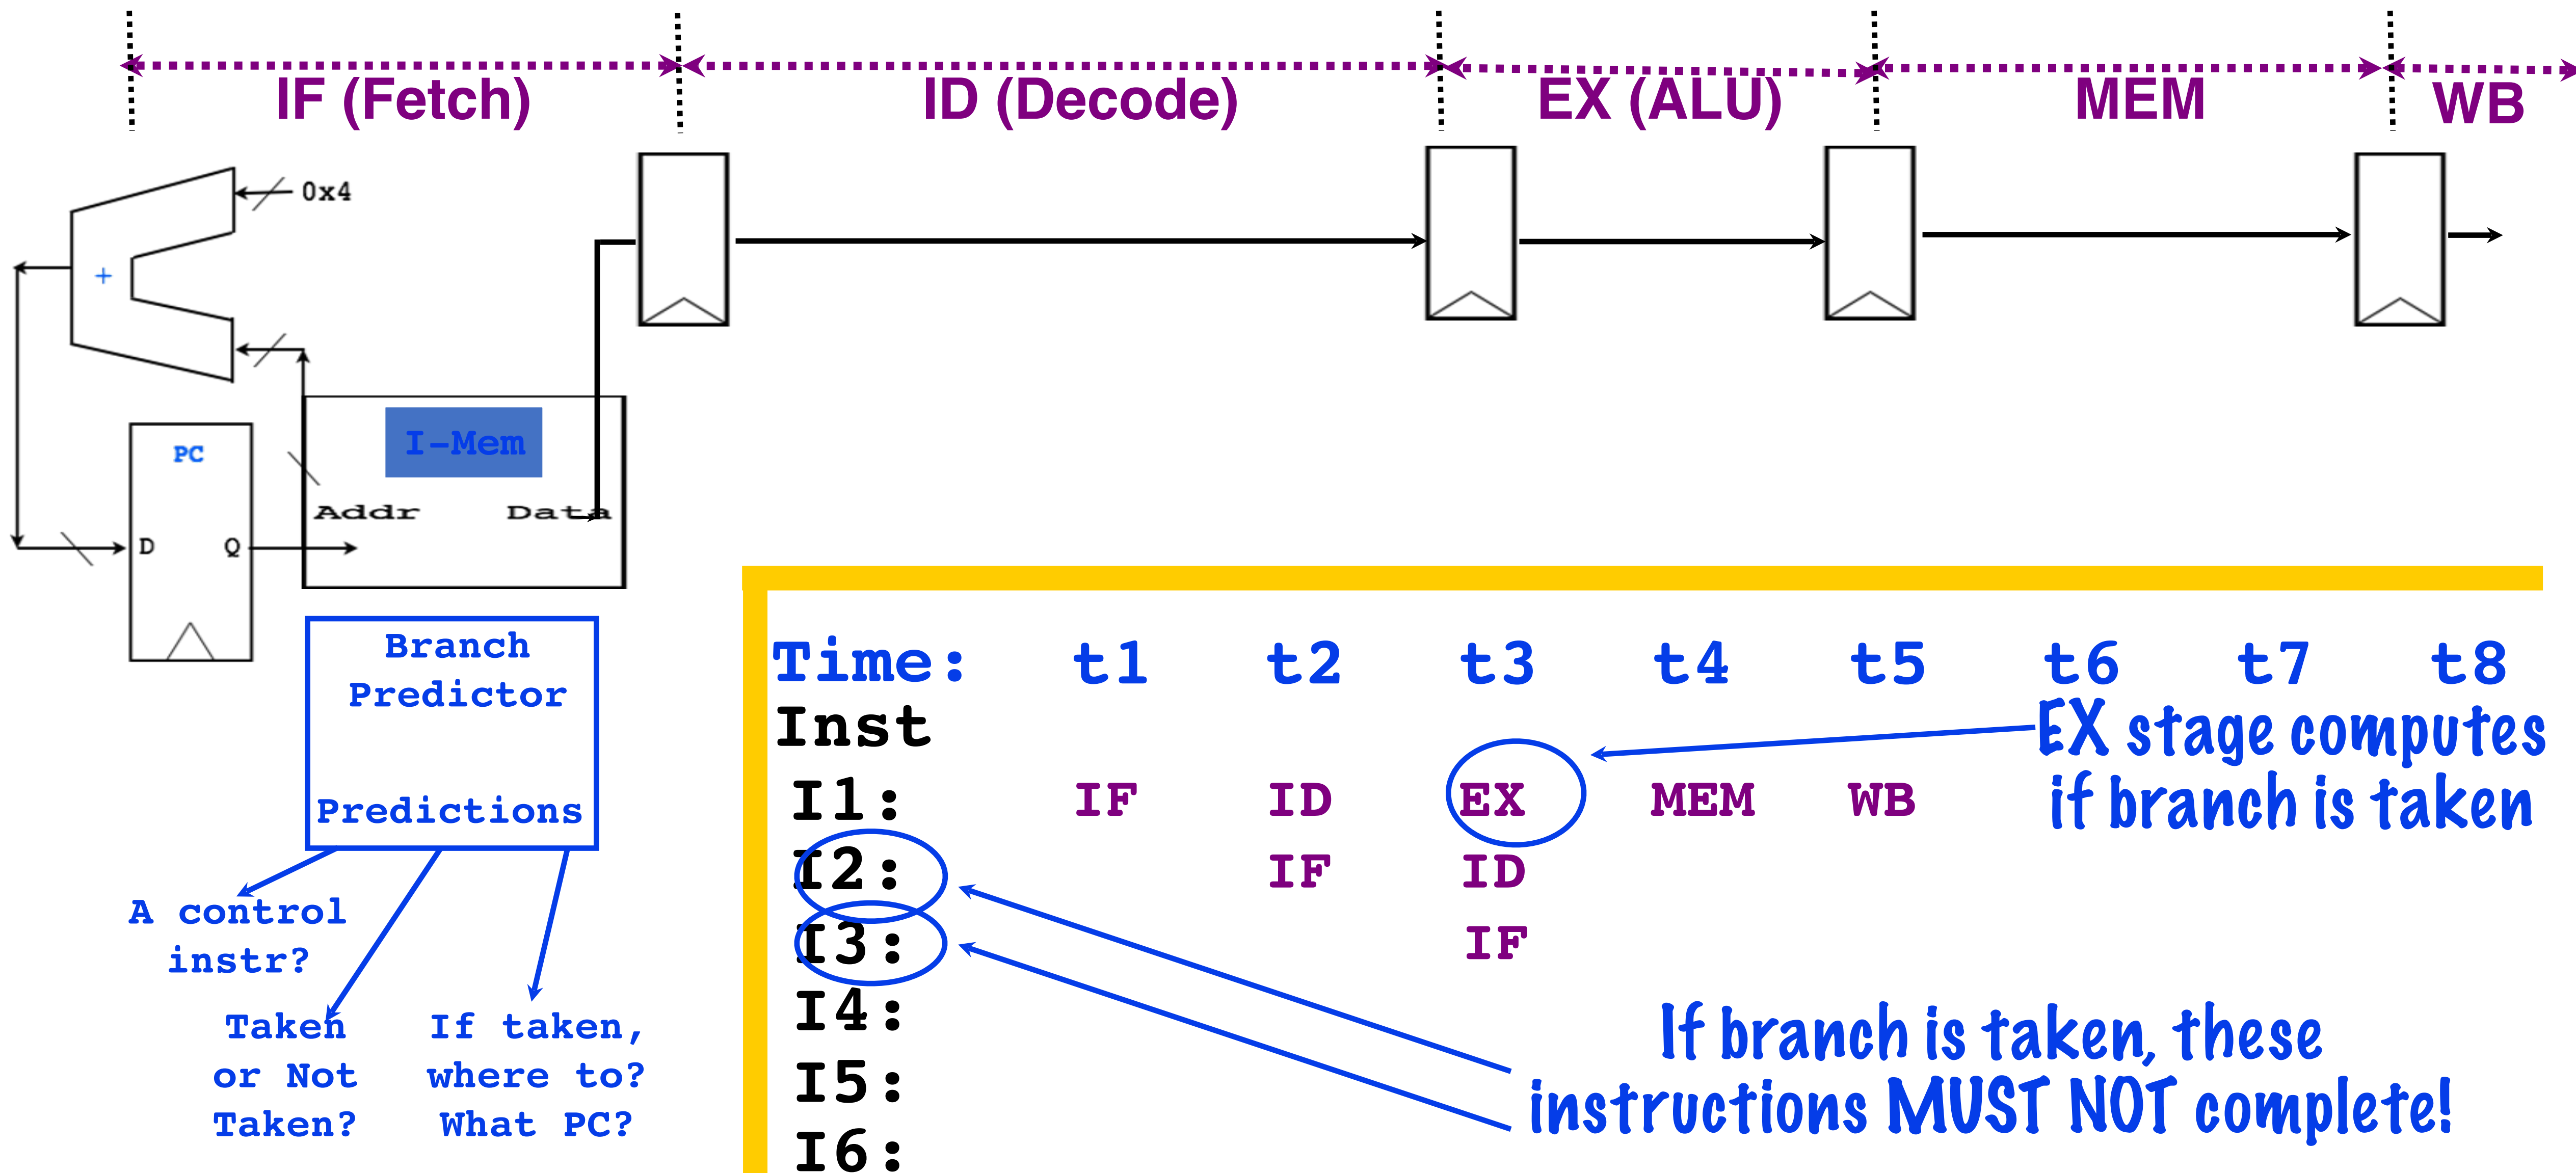 IF (Fetch)
ID (Decode)
EX (ALU)
MEM
WB
0x4
+
PC
D
Q
I-Mem
Addr
Data
Branch
Predictor
Predictions
A control
instr?
Taken
or Not
Taken?
If taken,
where to?
What PC?
Time: t1 t2 t3 t4 t5 t6 t7 t8
Inst
I1: IF ID EX MEM WB
I2: IF ID
I3: IF
I4:
I5:
I6:
EX stage computes
if branch is taken
If branch is taken, these
instructions MUST NOT complete!